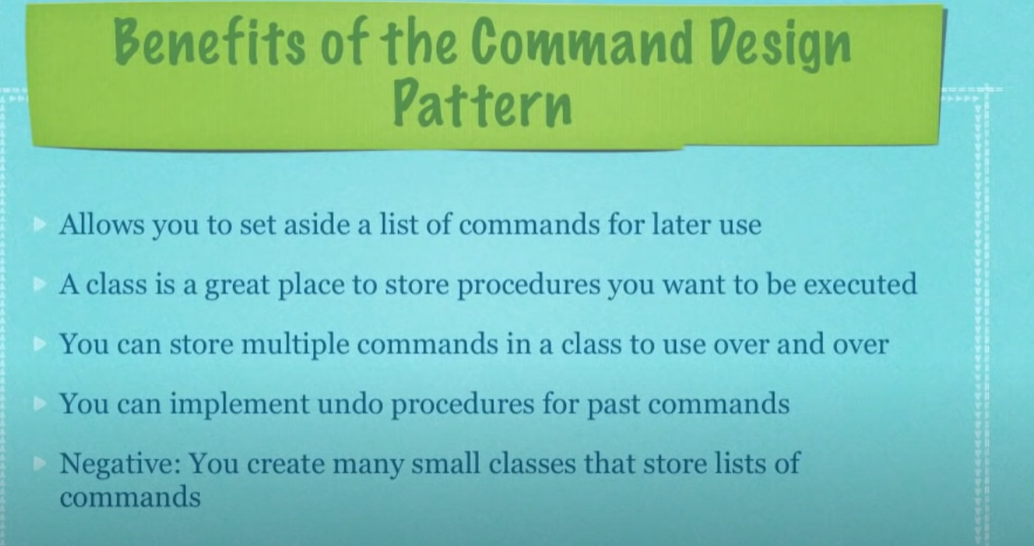 Benefits of the Command Design
Pattern
Allows you to set aside a list of commands for later use
A class is a great place to store procedures you want to be executed
You can store multiple commands in a class to use over and over
You can implement undo procedures for past commands
Negative: You create many small classes that store lists of
commands